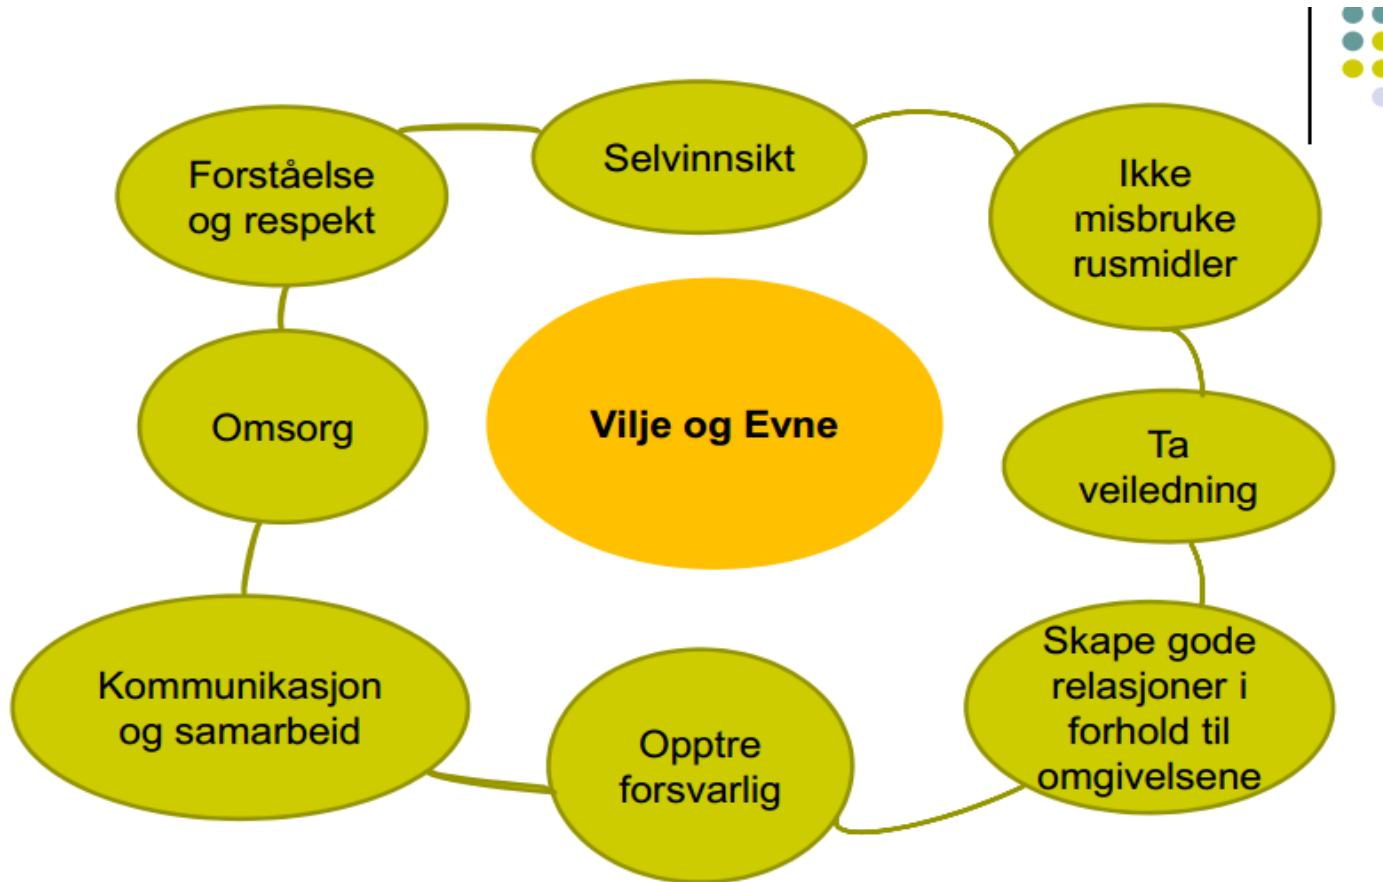 Selvinnsikt
Forståelse
og respekt
Ikke
misbruke
rusmidler
Omsorg
Vilje og Evne
Ta
veiledning
Kommunikasjon
og samarbeid
Opptre
forsvarlig
Skape gode
relasjoner i
forhold til
omgivelsene